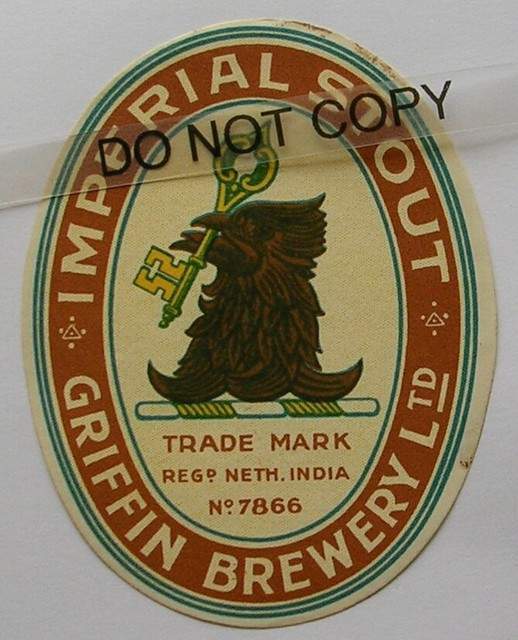 IMPERIAL STOUT
DO NOT COPY
TRADE MARK
REGD NETH. INDIA
No 7866
GRIFFIN BREWERY LTD